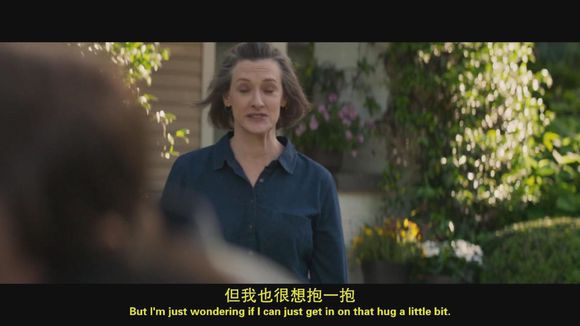 但我也很想抱一抱
But I'm just wondering if I can just get in on that hug a little bit.